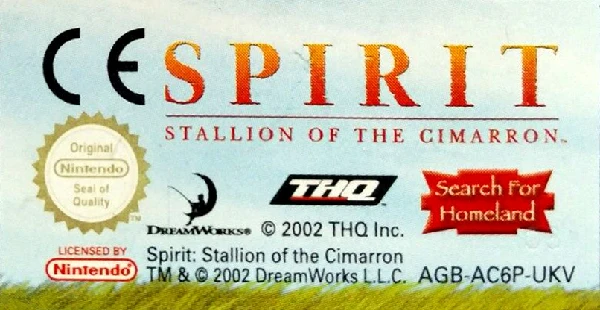 CE SPIRIT
STALLION OF THE CIMARRON™
Original
Nintendo
Seal of
Quality
™
DREAMWORKS®
THQ
© 2002 THQ Inc.
Search For
Homeland
LICENSED BY
Nintendo
Spirit: Stallion of the Cimarron
TM & © 2002 DreamWorks L.L.C.
AGB-AC6P-UKV